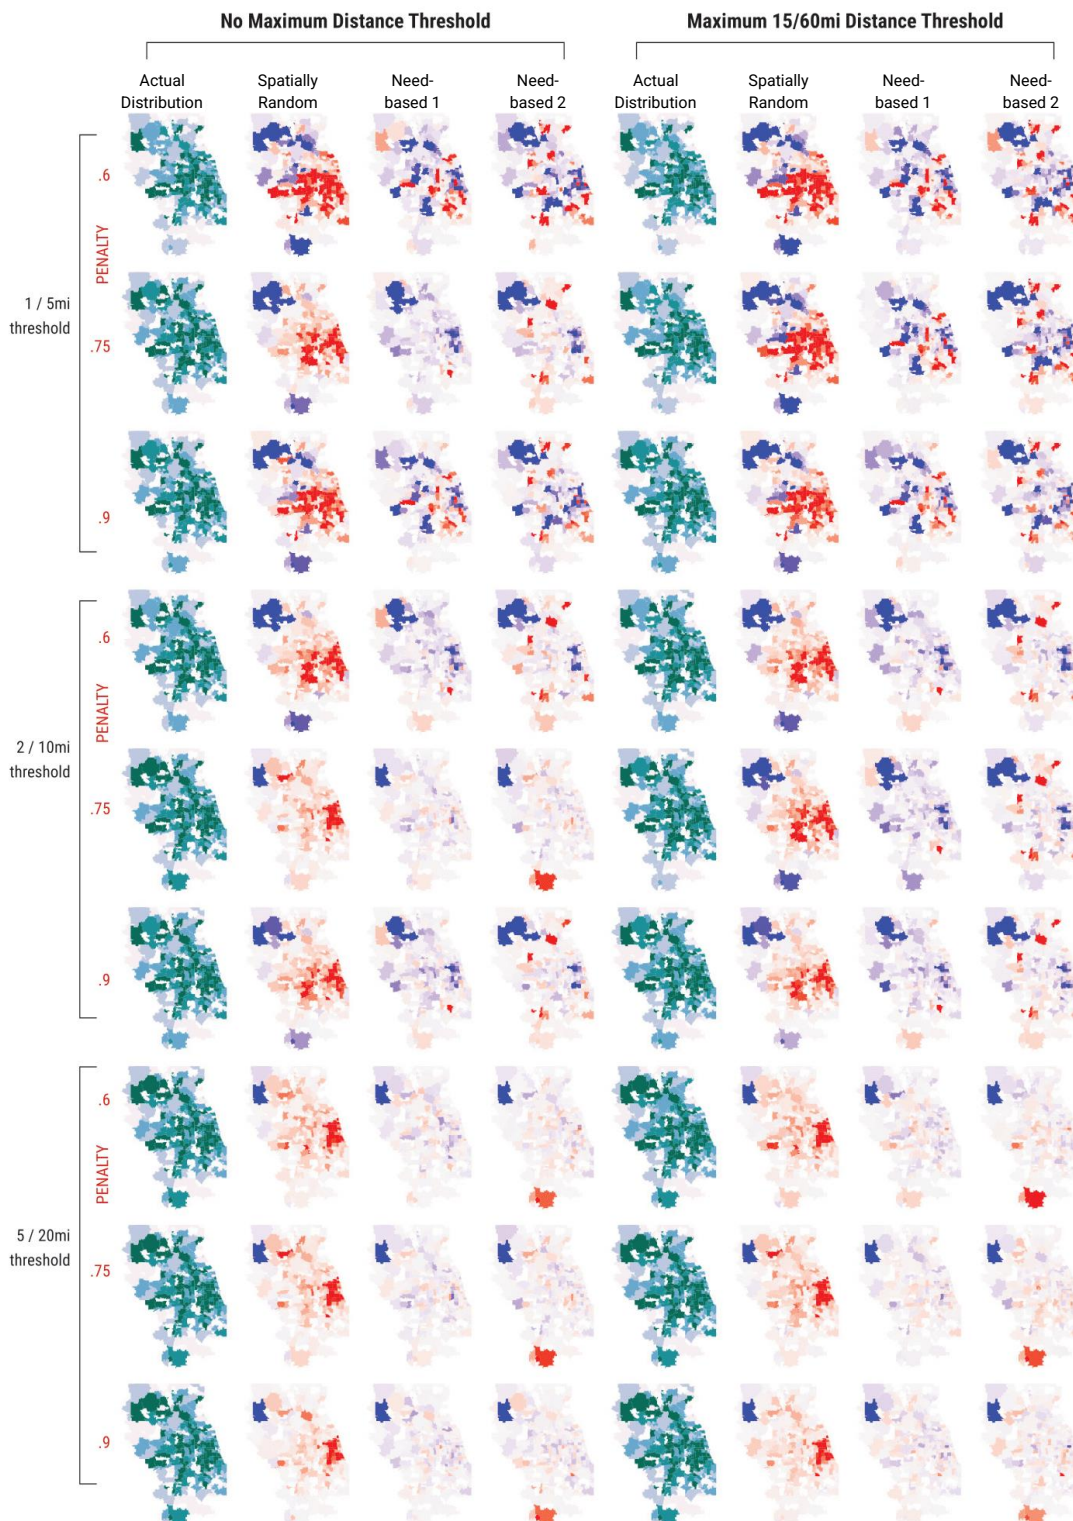 No Maximum Distance Threshold
Maximum 15/60mi Distance Threshold
Actual
Distribution
Spatially
Random
Need-
based 1
Need-
based 2
Actual
Distribution
Spatially
Random
Need-
based 1
Need-
based 2
1 / 5mi
threshold
PENALTY
.6
.75
.9
2 / 10mi
threshold
PENALTY
.6
.75
.9
5 / 20mi
threshold
PENALTY
.6
.75
.9